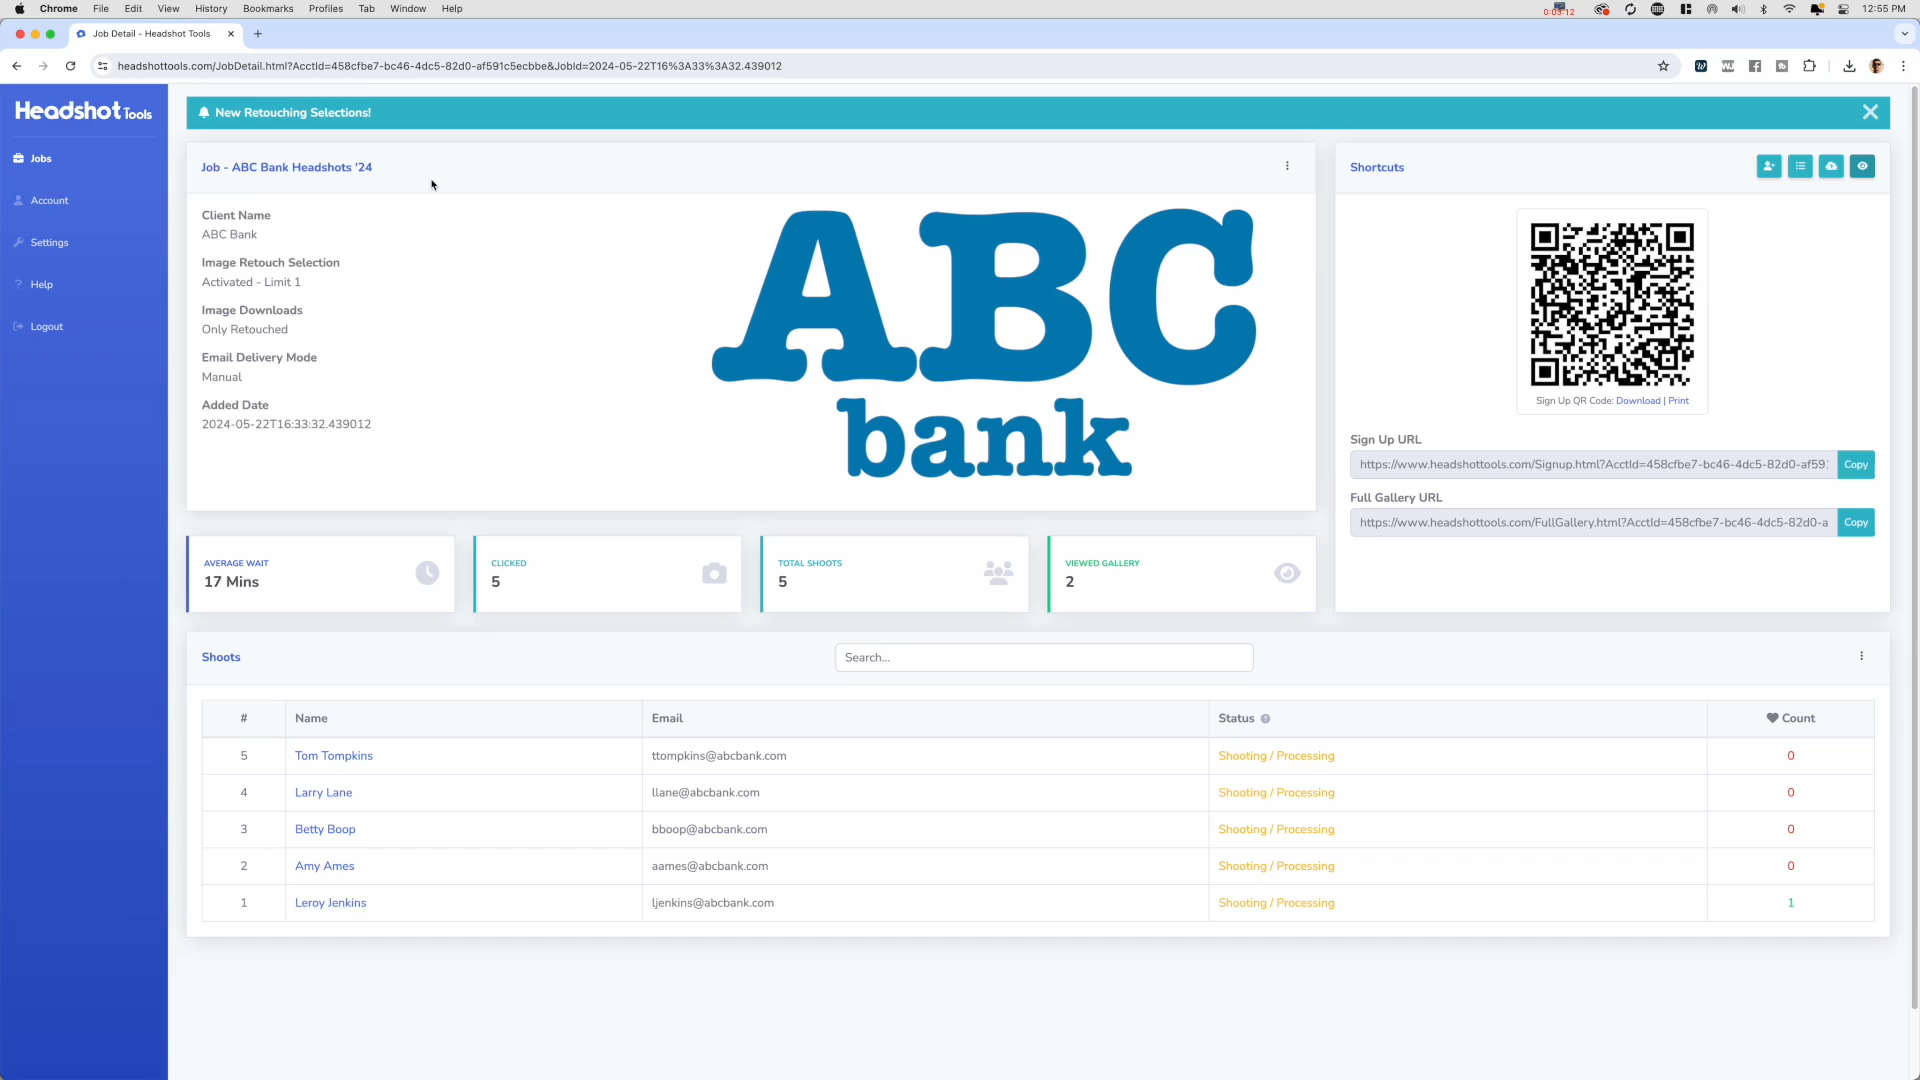 Chrome File Edit View History Bookmarks Profiles Tab Window Help
0:03:12
12:55 PM
Job Detail - Headshot Tools
headshottools.com/JobDetail.html?AcctId=458cfbe7-bc46-4dc5-82d0-af591c5ecbbe&JobId=2024-05-22T16%3A33%3A32.439012
Headshot Tools
Jobs
Account
Settings
Help
Logout
New Retouching Selections!
Job - ABC Bank Headshots '24
Client Name
ABC Bank
Image Retouch Selection
Activated - Limit 1
Image Downloads
Only Retouched
Email Delivery Mode
Manual
Added Date
2024-05-22T16:33:32.439012
ABC
bank
Shortcuts
Sign Up QR Code: Download | Print
Sign Up URL
https://www.headshottools.com/Signup.html?AcctId=458cfbe7-bc46-4dc5-82d0-af59
Copy
Full Gallery URL
https://www.headshottools.com/FullGallery.html?AcctId=458cfbe7-bc46-4dc5-82d0-a
Copy
AVERAGE WAIT
17 Mins
CLICKED
5
TOTAL SHOOTS
5
VIEWED GALLERY
2
Shoots
Search...
# Name Email Status Count
5 Tom Tompkins ttompkins@abcbank.com Shooting / Processing 0
4 Larry Lane llane@abcbank.com Shooting / Processing 0
3 Betty Boop bboop@abcbank.com Shooting / Processing 0
2 Amy Ames aames@abcbank.com Shooting / Processing 0
1 Leroy Jenkins ljenkins@abcbank.com Shooting / Processing 1